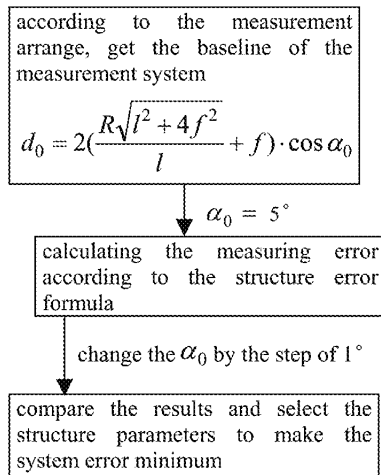 according to the measurement
arrange, get the baseline of the
measurement system
d₀ = 2(R√(l² + 4f²)/l + f)·cos α₀
α₀ = 5°
calculating the measuring error
according to the structure error
formula
change the α₀ by the step of 1°
compare the results and select the
structure parameters to make the
system error minimum